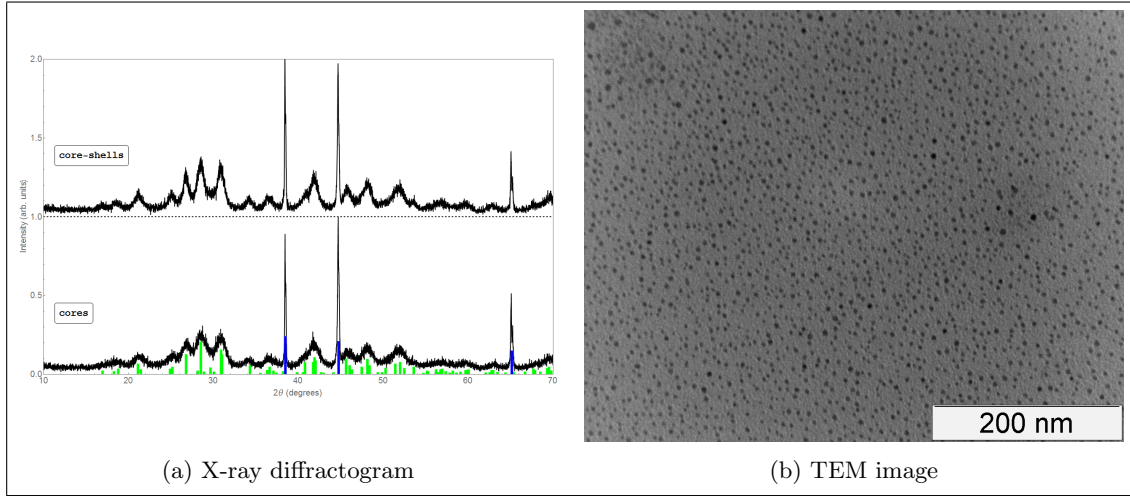 2.0
1.5
1.0
0.5
0.0
Intensity (arb. units)
core-shells
cores
10 20 30 40 50 60 70
2θ (degrees)
200 nm
(a) X-ray diffractogram
(b) TEM image